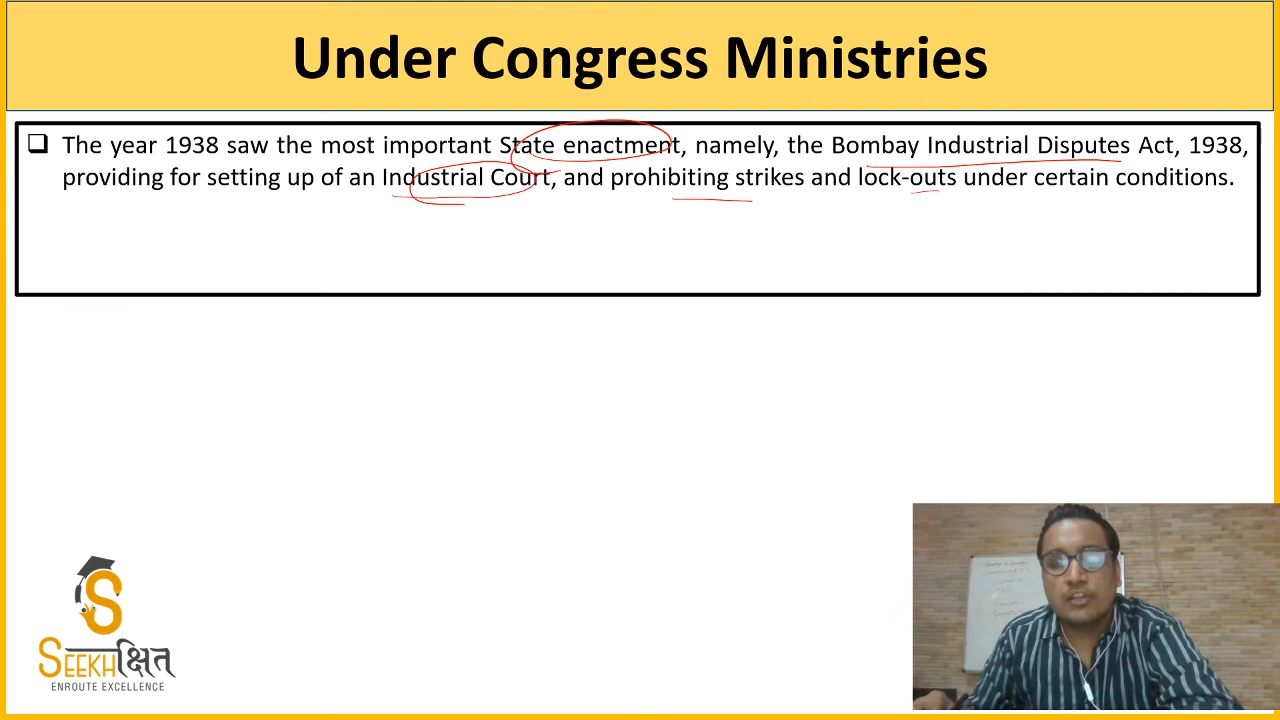 Under Congress Ministries
❑ The year 1938 saw the most important State enactment, namely, the Bombay Industrial Disputes Act, 1938,
providing for setting up of an Industrial Court, and prohibiting strikes and lock-outs under certain conditions.
S
SEEKHक्षित
ENROUTE EXCELLENCE